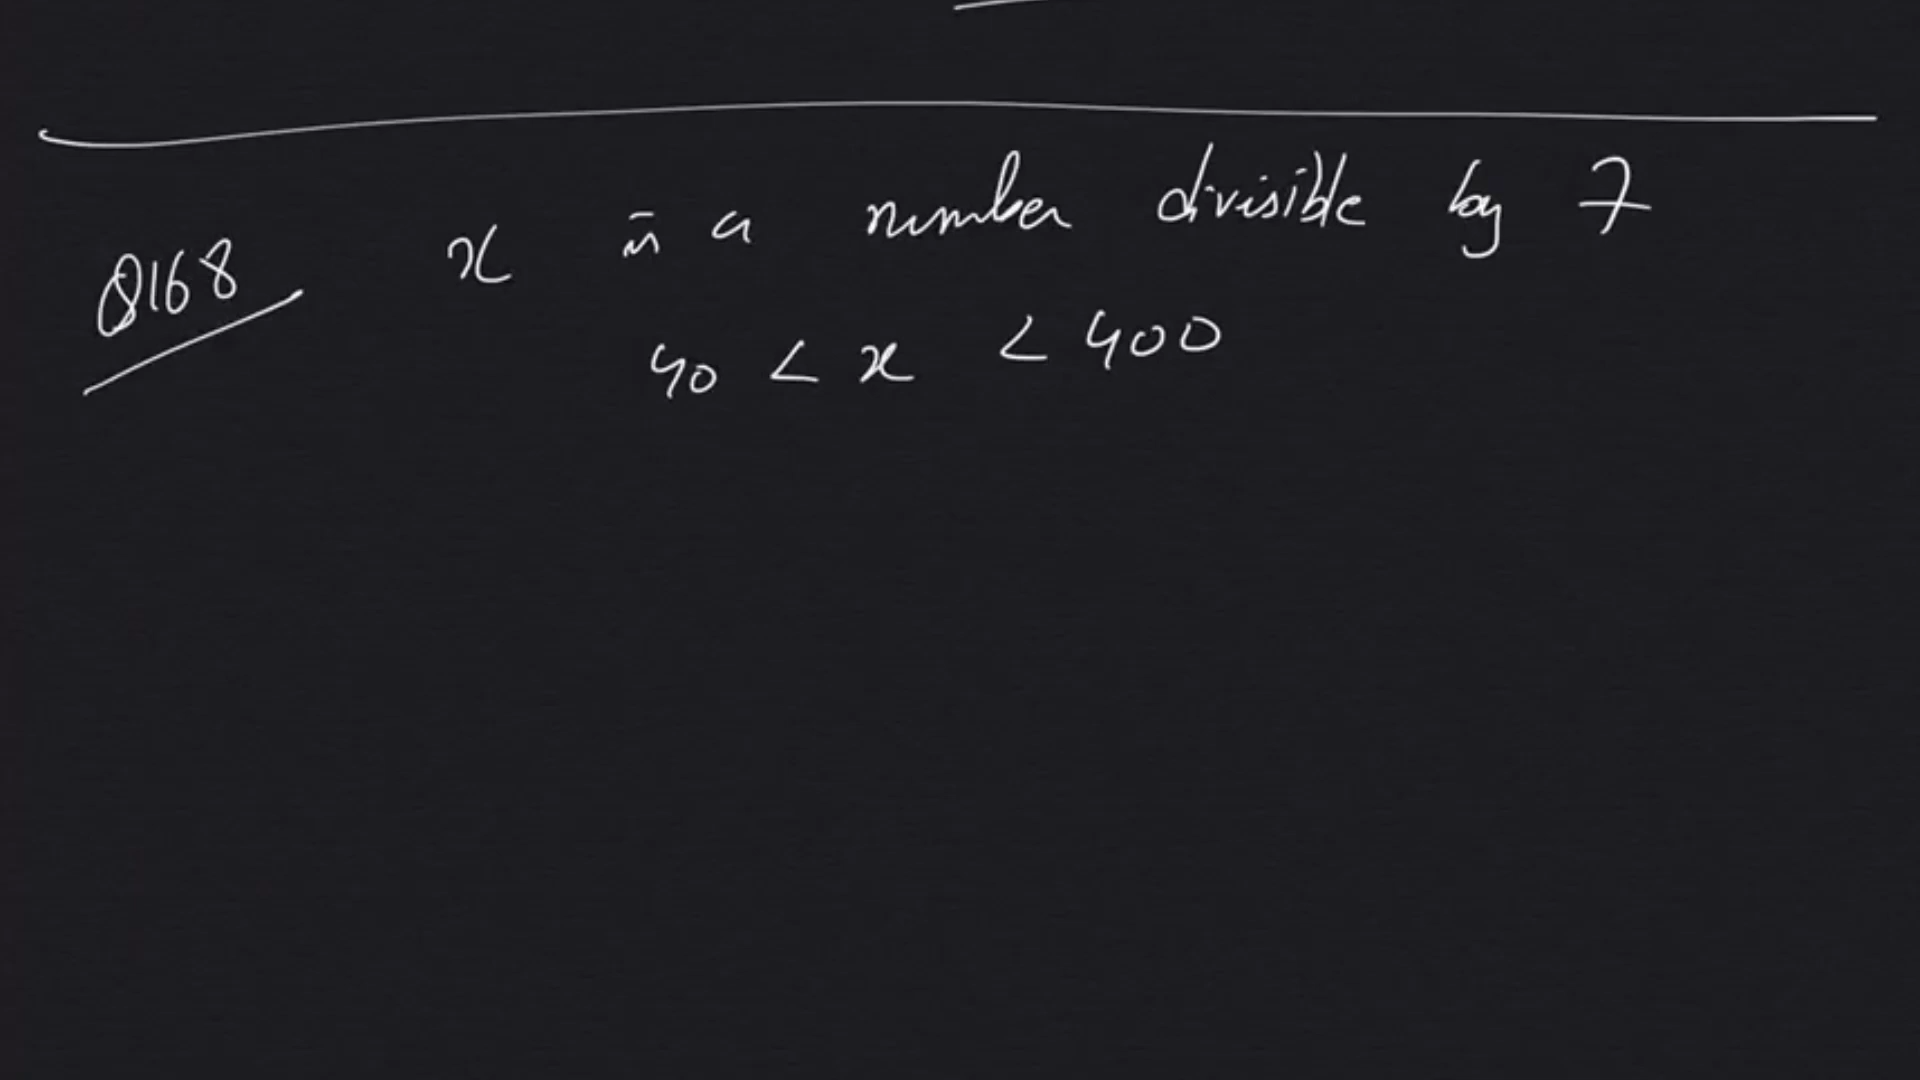 Q168 x is a number divisible by 7
40 < x < 400